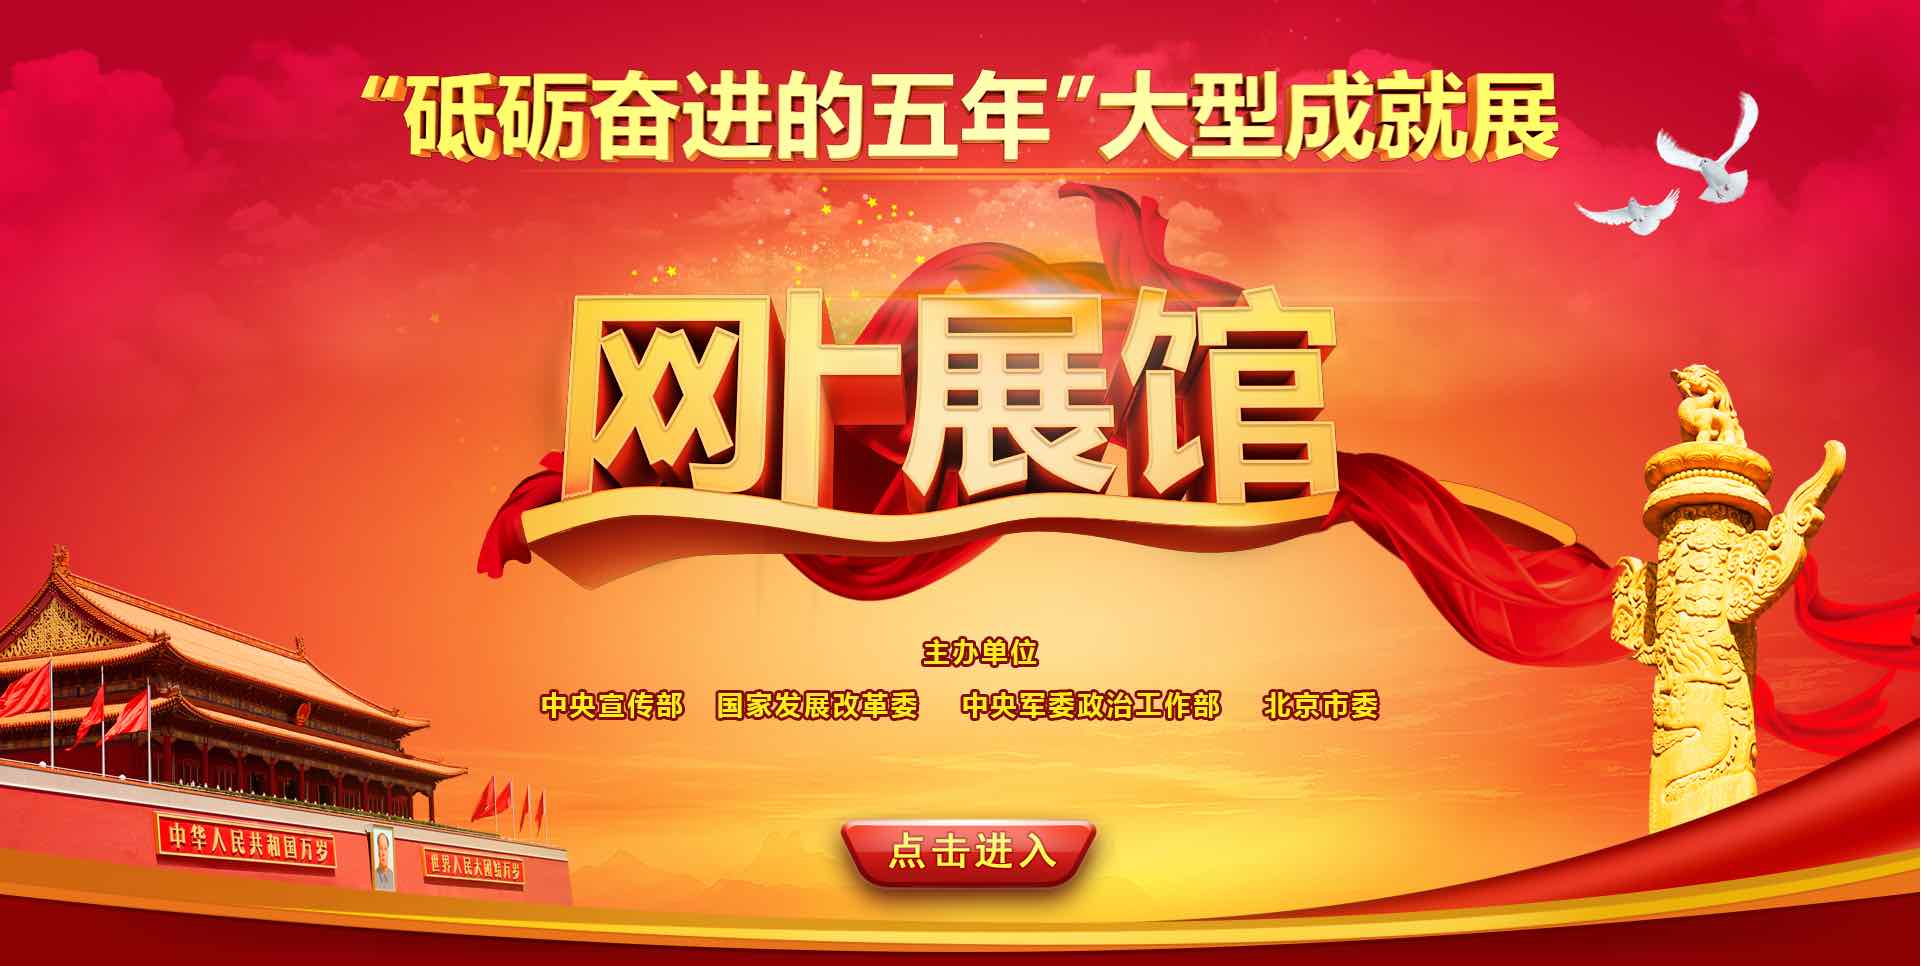 “砥砺奋进的五年”大型成就展
网上展馆
主办单位
中央宣传部 国家发展改革委 中央军委政治工作部 北京市委
中华人民共和国万岁
世界人民大团结万岁
点击进入